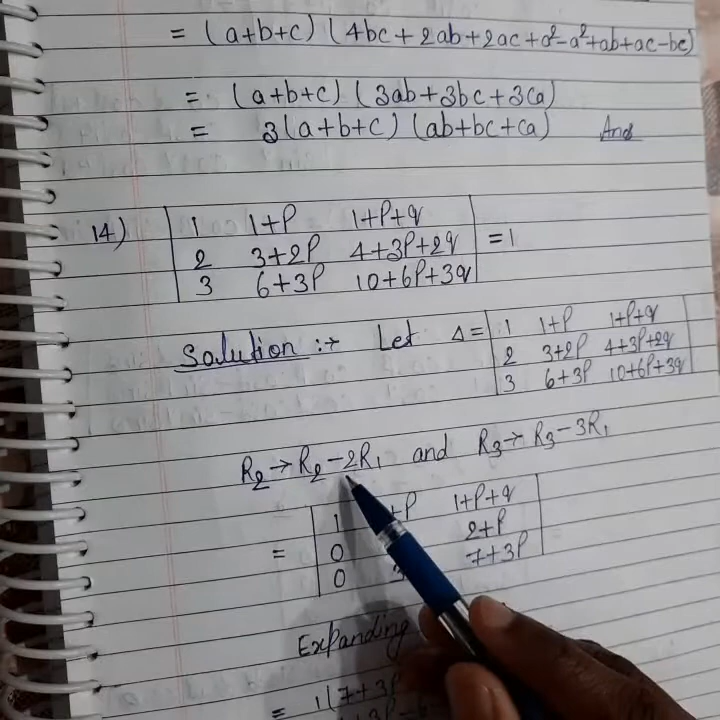 = (a+b+c) (4bc+2ab+2ac+a²-a²+ab+ac-bc)
= (a+b+c) (3ab+3bc+3ca)
= 3(a+b+c) (ab+bc+ca) Ans
14) | 1 1+P 1+P+q |
| 2 3+2P 4+3P+2q | = 1
| 3 6+3P 10+6P+3q |
Solution :→ Let Δ = | 1 1+P 1+P+q |
| 2 3+2P 4+3P+2q |
| 3 6+3P 10+6P+3q |
R₂→R₂-2R₁ and R₃→R₃-3R₁
| 1 +P 1+P+q |
= | 0 2+P |
| 0 3 7+3P |
Expanding
= 1(7+3P